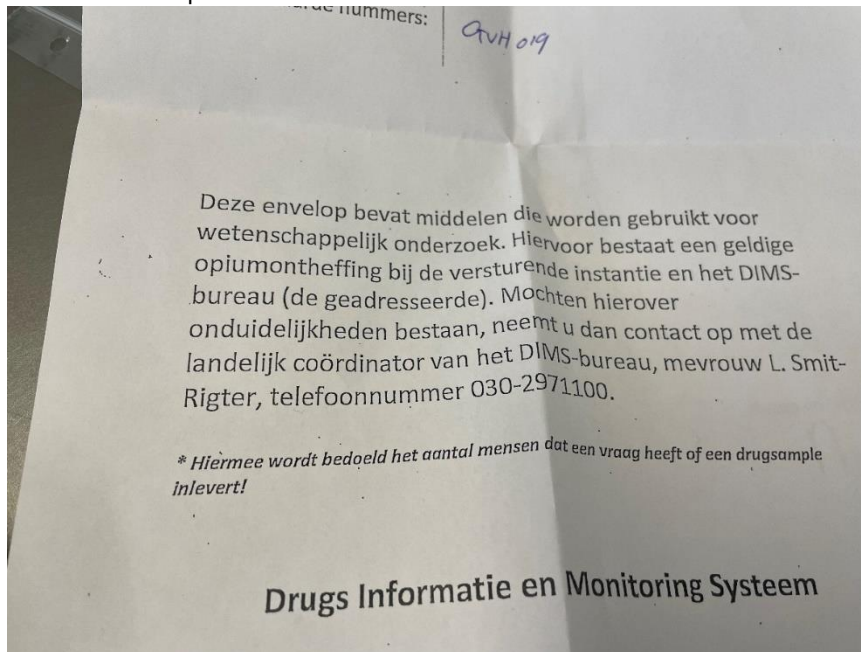 nummers:
GVH 019
Deze envelop bevat middelen die worden gebruikt voor
wetenschappelijk onderzoek. Hiervoor bestaat een geldige
opiumontheffing bij de versturende instantie en het DIMS-
bureau (de geadresseerde). Mochten hierover
onduidelijkheden bestaan, neemt u dan contact op met de
landelijk coördinator van het DIMS-bureau, mevrouw L. Smit-
Rigter, telefoonnummer 030-2971100.
* Hiermee wordt bedoeld het aantal mensen dat een vraag heeft of een drugsample
inlevert!
Drugs Informatie en Monitoring Systeem